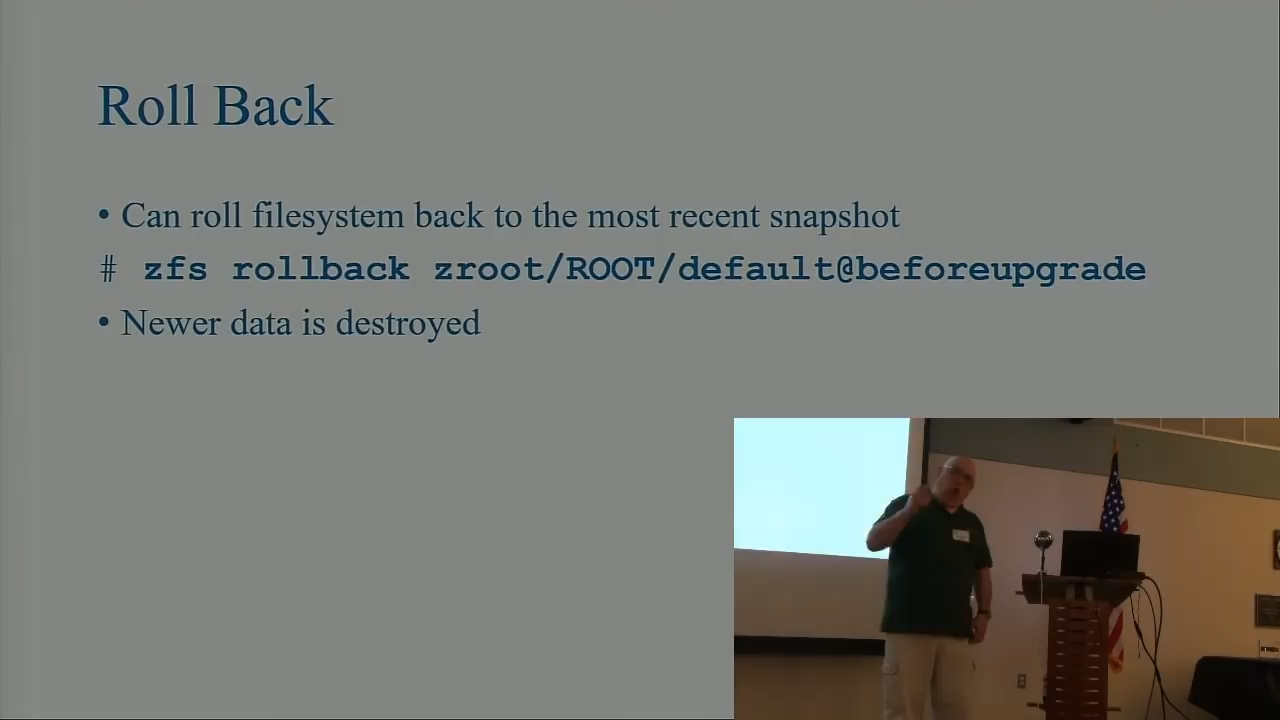 Roll Back
• Can roll filesystem back to the most recent snapshot
# zfs rollback zroot/ROOT/default@beforeupgrade
• Newer data is destroyed